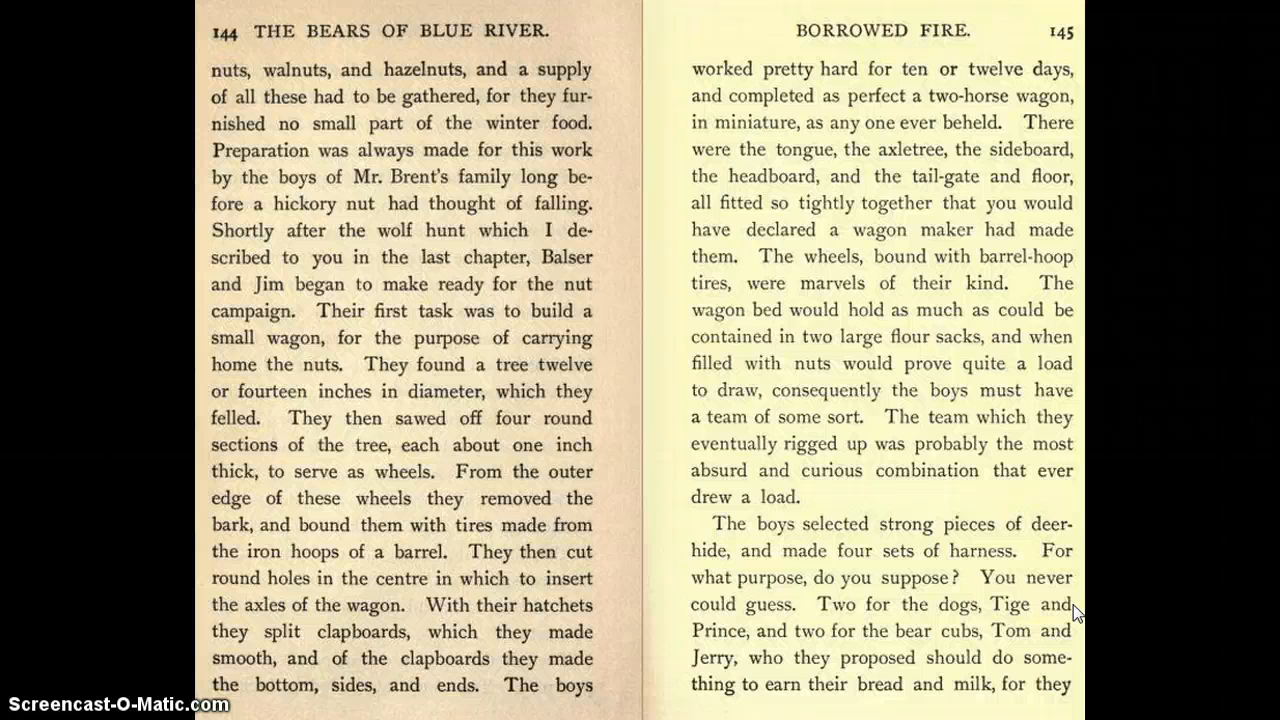 144 THE BEARS OF BLUE RIVER.
nuts, walnuts, and hazelnuts, and a supply
of all these had to be gathered, for they fur-
nished no small part of the winter food.
Preparation was always made for this work
by the boys of Mr. Brent's family long be-
fore a hickory nut had thought of falling.
Shortly after the wolf hunt which I de-
scribed to you in the last chapter, Balser
and Jim began to make ready for the nut
campaign. Their first task was to build a
small wagon, for the purpose of carrying
home the nuts. They found a tree twelve
or fourteen inches in diameter, which they
felled. They then sawed off four round
sections of the tree, each about one inch
thick, to serve as wheels. From the outer
edge of these wheels they removed the
bark, and bound them with tires made from
the iron hoops of a barrel. They then cut
round holes in the centre in which to insert
the axles of the wagon. With their hatchets
they split clapboards, which they made
smooth, and of the clapboards they made
the bottom, sides, and ends. The boys
BORROWED FIRE. 145
worked pretty hard for ten or twelve days,
and completed as perfect a two-horse wagon,
in miniature, as any one ever beheld. There
were the tongue, the axletree, the sideboard,
the headboard, and the tail-gate and floor,
all fitted so tightly together that you would
have declared a wagon maker had made
them. The wheels, bound with barrel-hoop
tires, were marvels of their kind. The
wagon bed would hold as much as could be
contained in two large flour sacks, and when
filled with nuts would prove quite a load
to draw, consequently the boys must have
a team of some sort. The team which they
eventually rigged up was probably the most
absurd and curious combination that ever
drew a load.
The boys selected strong pieces of deer-
hide, and made four sets of harness. For
what purpose, do you suppose? You never
could guess. Two for the dogs, Tige and
Prince, and two for the bear cubs, Tom and
Jerry, who they proposed should do some-
thing to earn their bread and milk, for they
Screencast-O-Matic.com